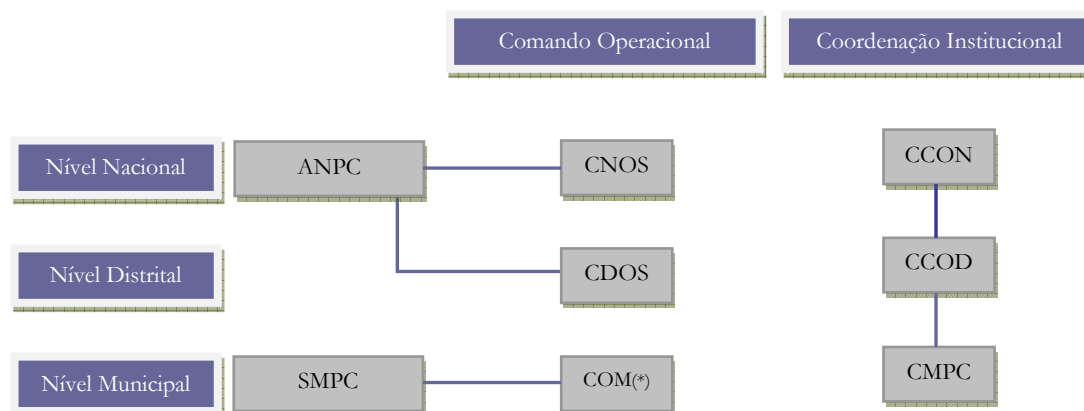 Comando Operacional
Coordenação Institucional
Nível Nacional
ANPC
CNOS
CCON
Nível Distrital
CDOS
CCOD
Nível Municipal
SMPC
COM(*)
CMPC